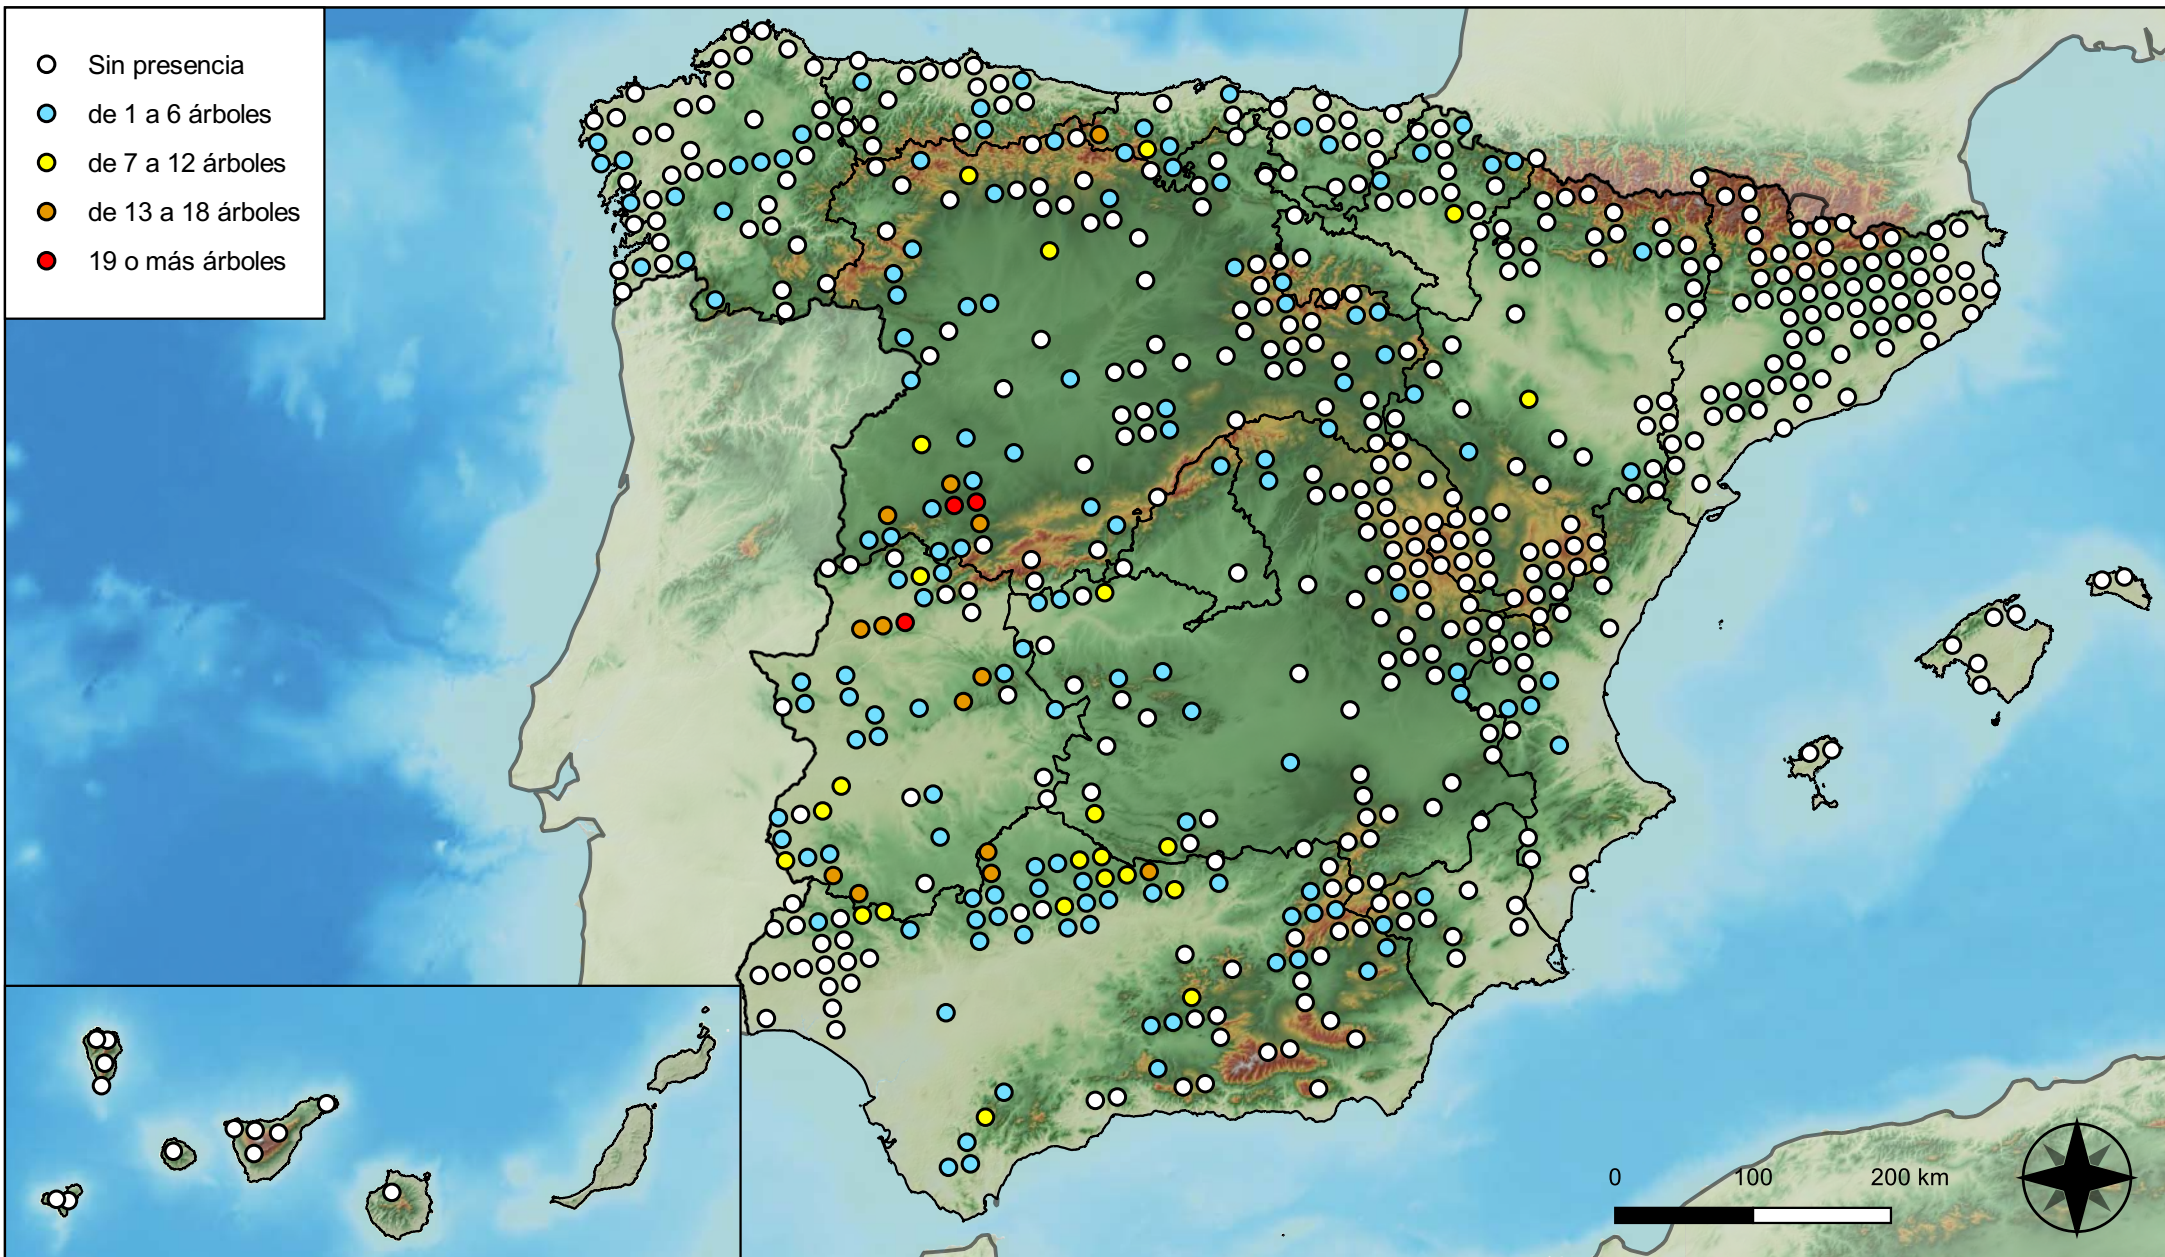 Sin presencia
de 1 a 6 árboles
de 7 a 12 árboles
de 13 a 18 árboles
19 o más árboles
0 100 200 km